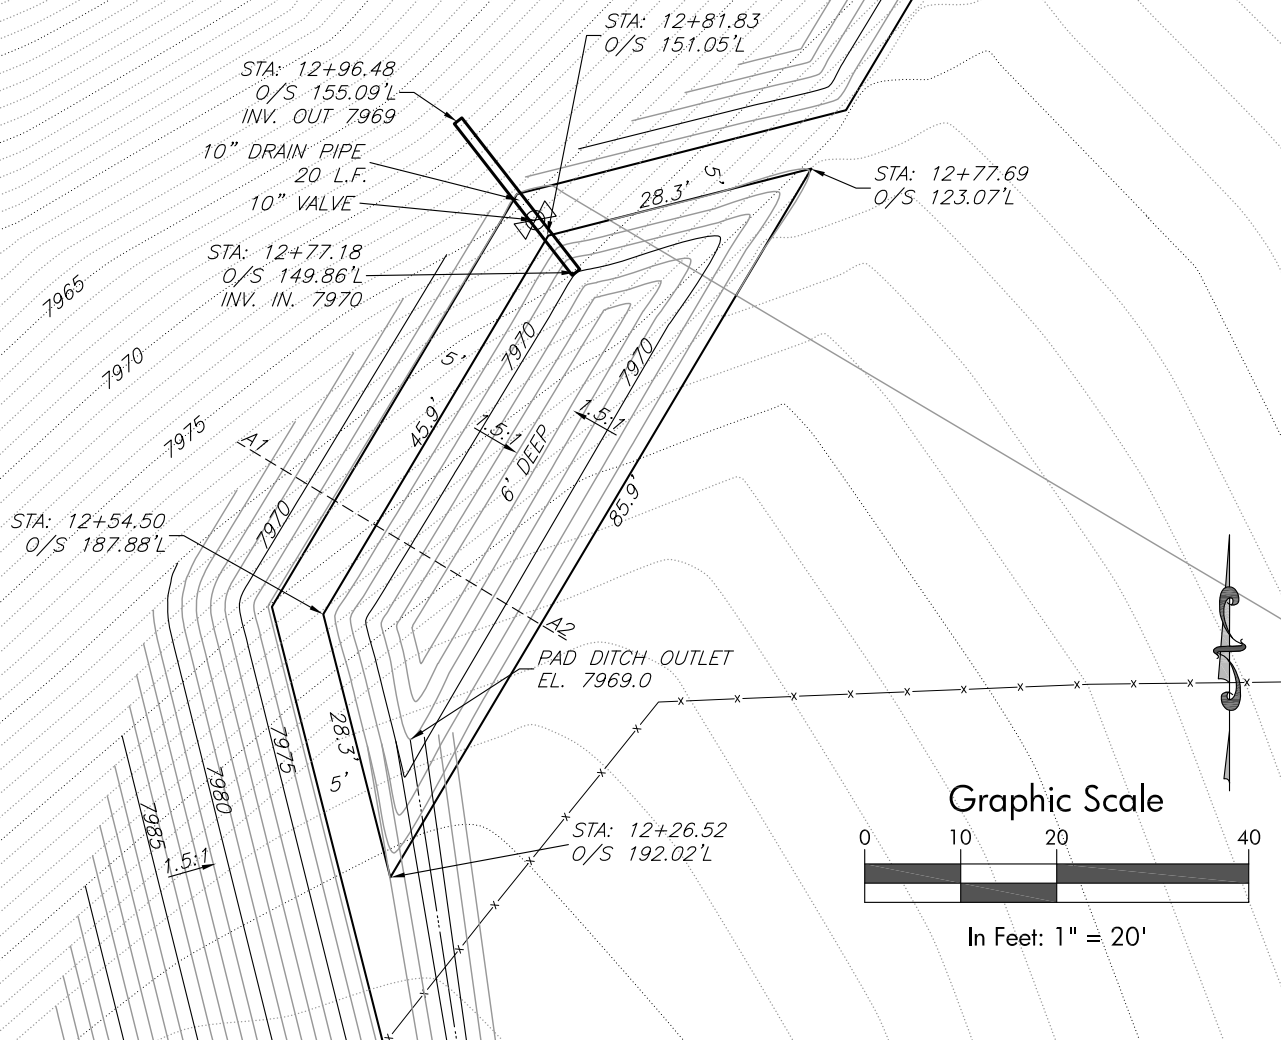 STA: 12+81.83
O/S 151.05'L
STA: 12+96.48
O/S 155.09'L
INV. OUT 7969
10" DRAIN PIPE
20 L.F.
10" VALVE
STA: 12+77.18
O/S 149.86'L
INV. IN. 7970
28.3'
5'
STA: 12+77.69
O/S 123.07'L
7965
7970
7975
5'
7970
7970
45.9'
1.5:1
1.5:1
6' DEEP
85.9'
A1
7970
STA: 12+54.50
O/S 187.88'L
A2
PAD DITCH OUTLET
EL. 7969.0
28.3'
5'
7975
7980
7985
1.5:1
STA: 12+26.52
O/S 192.02'L
x x x x x x x x x x x
x x x x x x x x
Graphic Scale
0 10 20 40
In Feet: 1" = 20'